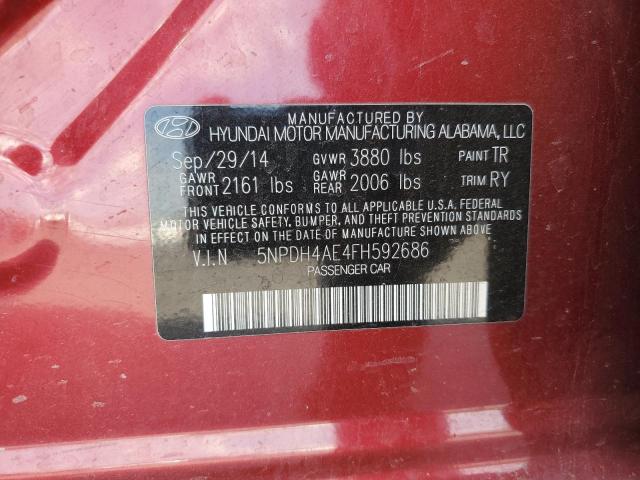 MANUFACTURED BY
HYUNDAI MOTOR MANUFACTURING ALABAMA, LLC
Sep/29/14 GVWR 3880 lbs PAINT TR
GAWR FRONT 2161 lbs GAWR REAR 2006 lbs TRIM RY
THIS VEHICLE CONFORMS TO ALL APPLICABLE U.S.A. FEDERAL
MOTOR VEHICLE SAFETY, BUMPER, AND THEFT PREVENTION STANDARDS
IN EFFECT ON THE DATE OF MANUFACTURE SHOWN ABOVE.
V.I.N 5NPDH4AE4FH592686
PASSENGER CAR